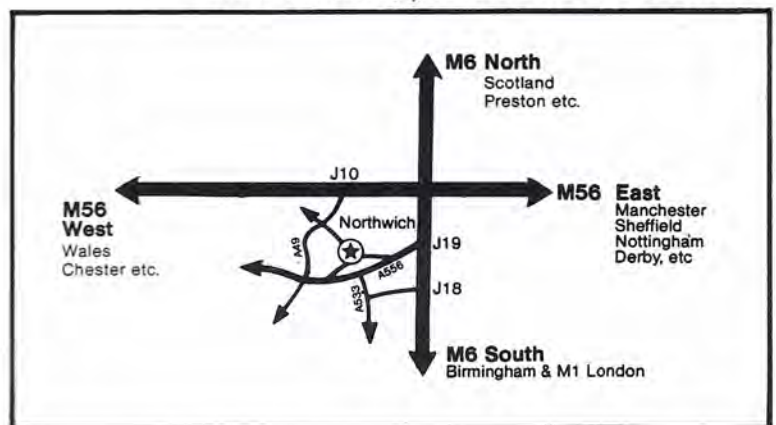 M6 North
Scotland
Preston etc.
J10
M56
West
Wales
Chester etc.
Northwich
M56 East
Manchester
Sheffield
Nottingham
Derby, etc
J19
A49
A556
A533
J18
M6 South
Birmingham & M1 London